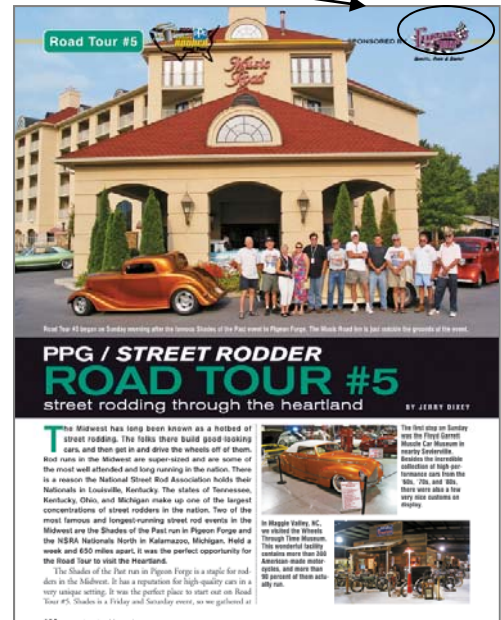 Road Tour #5
SPONSORED BY
Music
Road
Road Tour #5 began on Sunday morning after the famous Shades of the Past event in Pigeon Forge. The Music Road Inn is just outside the grounds of the event.
PPG / STREET RODDER
ROAD TOUR #5
street rodding through the heartland
BY JERRY DIXEY
The Midwest has long been known as a hotbed of
street rodding. The folks there build good-looking
cars, and then get in and drive the wheels off of them.
Rod runs in the Midwest are super-sized and are some of
the most well attended and long running in the nation. There
is a reason the National Street Rod Association holds their
Nationals in Louisville, Kentucky. The states of Tennessee,
Kentucky, Ohio, and Michigan make up one of the largest
concentrations of street rodders in the nation. Two of the
most famous and longest-running street rod events in the
Midwest are the Shades of the Past run in Pigeon Forge and
the NSRA Nationals North in Kalamazoo, Michigan. Held a
week and 650 miles apart, it was the perfect opportunity for
the Road Tour to visit the Heartland.
The Shades of the Past run in Pigeon Forge is a staple for rod-
ders in the Midwest. It has a reputation for high-quality cars in a
very unique setting. It was the perfect place to start out on Road
Tour #5. Shades is a Friday and Saturday event, so we gathered at
The first stop on Sunday
was the Floyd Garrett
Muscle Car Museum in
nearby Sevierville.
Besides the incredible
collection of high-per-
formance cars from the
'60s, '70s, and '80s,
there were also a few
very nice customs on
display.
In Maggie Valley, NC,
we visited the Wheels
Through Time Museum.
This wonderful facility
contains more than 300
American-made motor-
cycles, and more than
90 percent of them actu-
ally run.